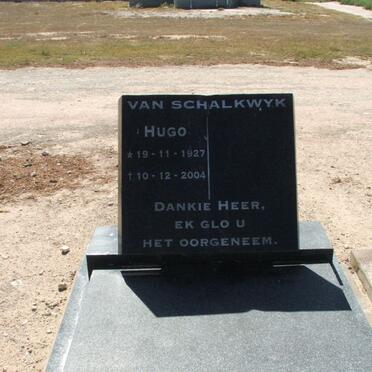 VAN SCHALKWYK
HUGO
* 19 - 11 - 1927
† 10 - 12 - 2004
DANKIE HEER,
EK GLO U
HET OORGENEEM.